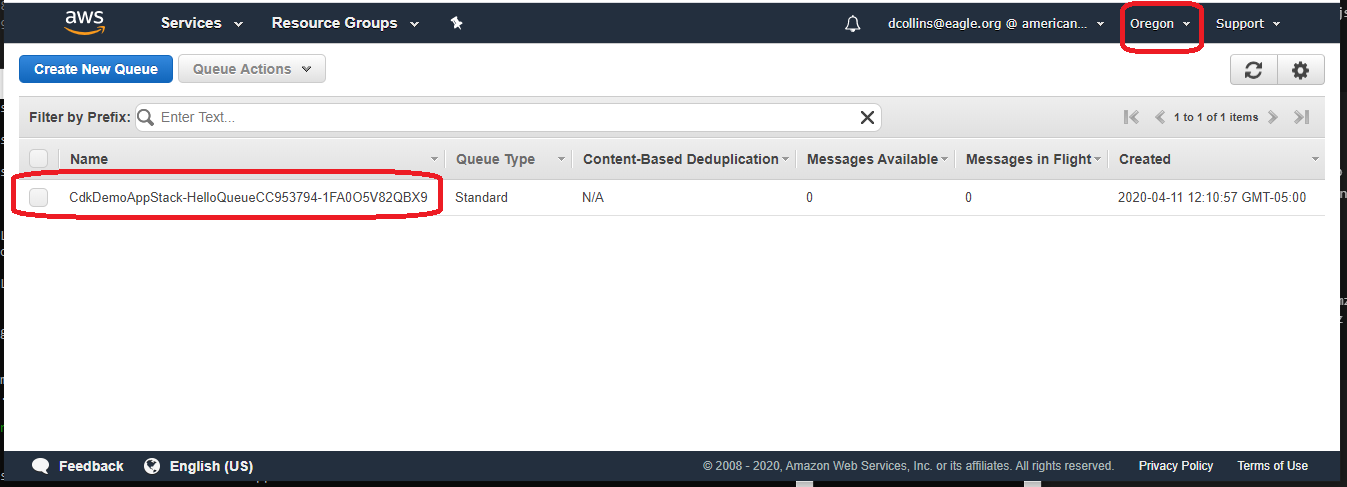 aws Services Resource Groups dcollins@eagle.org @ american... Oregon Support
Create New Queue Queue Actions
Filter by Prefix: Enter Text... 1 to 1 of 1 items
Name Queue Type Content-Based Deduplication Messages Available Messages in Flight Created
CdkDemoAppStack-HelloQueueCC953794-1FA0O5V82QBX9 Standard N/A 0 0 2020-04-11 12:10:57 GMT-05:00
Feedback English (US) © 2008 - 2020, Amazon Web Services, Inc. or its affiliates. All rights reserved. Privacy Policy Terms of Use